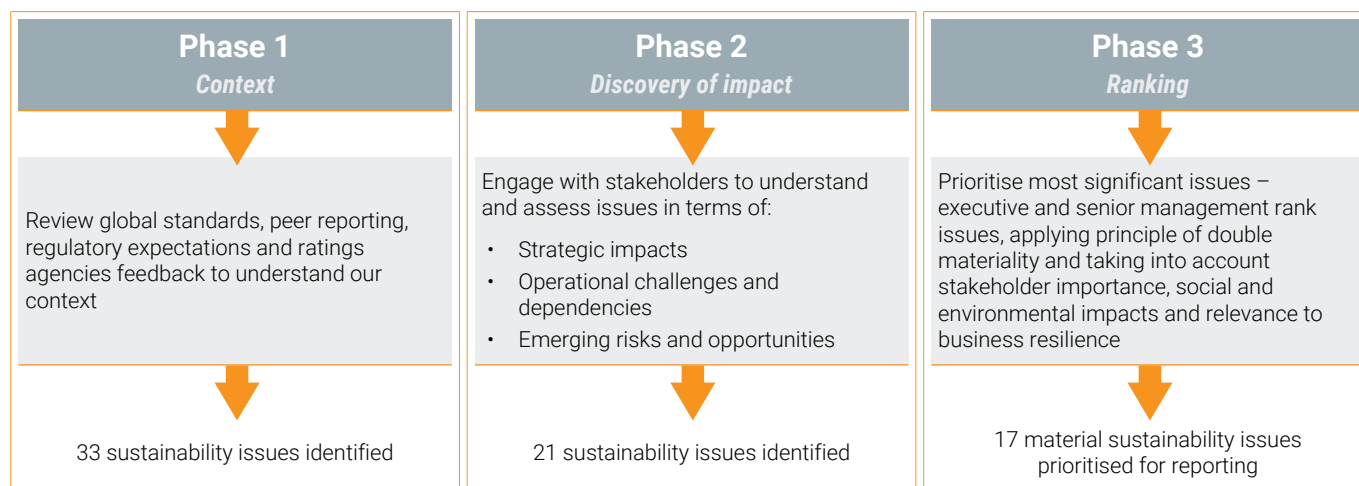 Phase 1
Context
Review global standards, peer reporting,
regulatory expectations and ratings
agencies feedback to understand our
context
33 sustainability issues identified
Phase 2
Discovery of impact
Engage with stakeholders to understand
and assess issues in terms of:
• Strategic impacts
• Operational challenges and
dependencies
• Emerging risks and opportunities
21 sustainability issues identified
Phase 3
Ranking
Prioritise most significant issues –
executive and senior management rank
issues, applying principle of double
materiality and taking into account
stakeholder importance, social and
environmental impacts and relevance to
business resilience
17 material sustainability issues
prioritised for reporting